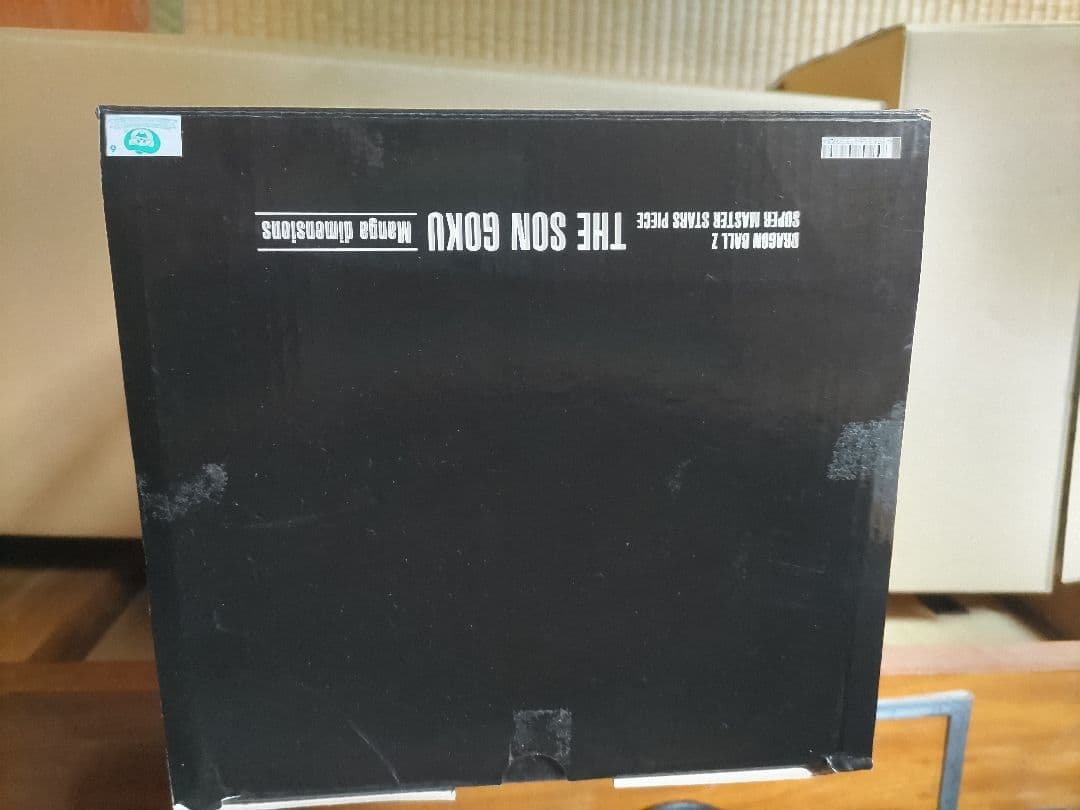 DRAGON BALL Z
SUPER MASTER STARS PIECE
THE SON GOKU
Manga dimensions